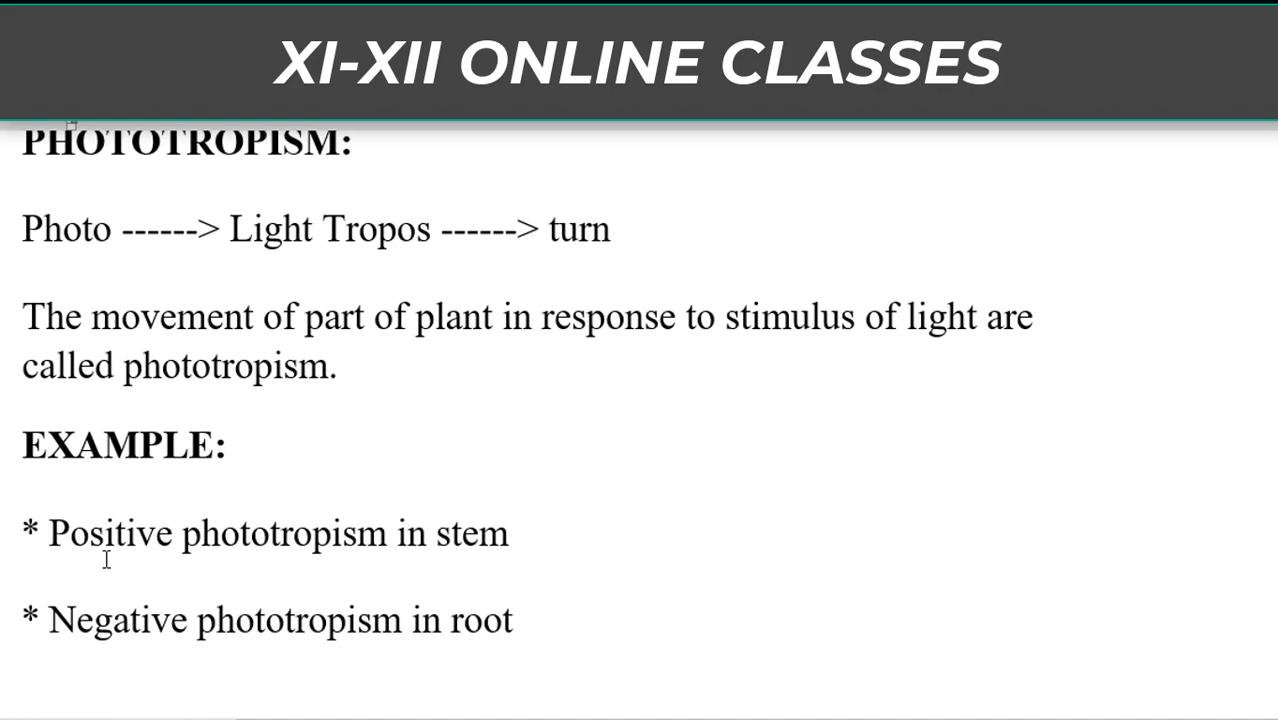 XI-XII ONLINE CLASSES
PHOTOTROPISM:
Photo ------> Light Tropos ------> turn
The movement of part of plant in response to stimulus of light are
called phototropism.
EXAMPLE:
* Positive phototropism in stem
* Negative phototropism in root